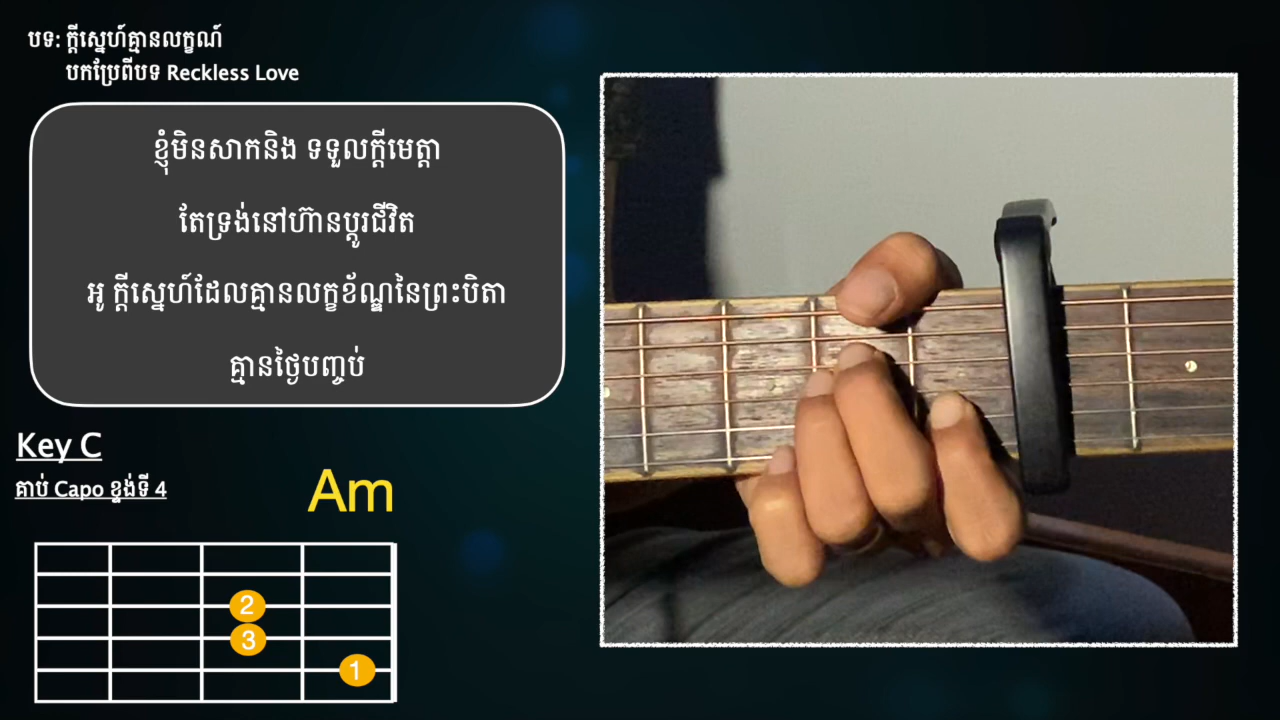 បទ: ក្ដីស្នេហ៍គ្មានលក្ខណ៍
បកប្រែពីបទ Reckless Love
ខ្ញុំមិនសាកនិង ទទួលក្ដីមេត្តា
តែទ្រង់នៅហ៊ានប្ដូរជីវិត
អូ ក្ដីស្នេហ៍ដែលគ្មានលក្ខខ័ណ្ឌនៃព្រះបិតា
គ្មានថ្ងៃបញ្ចប់
Key C
គាប់ Capo ខ្ទង់ទី 4
Am
2
3
1